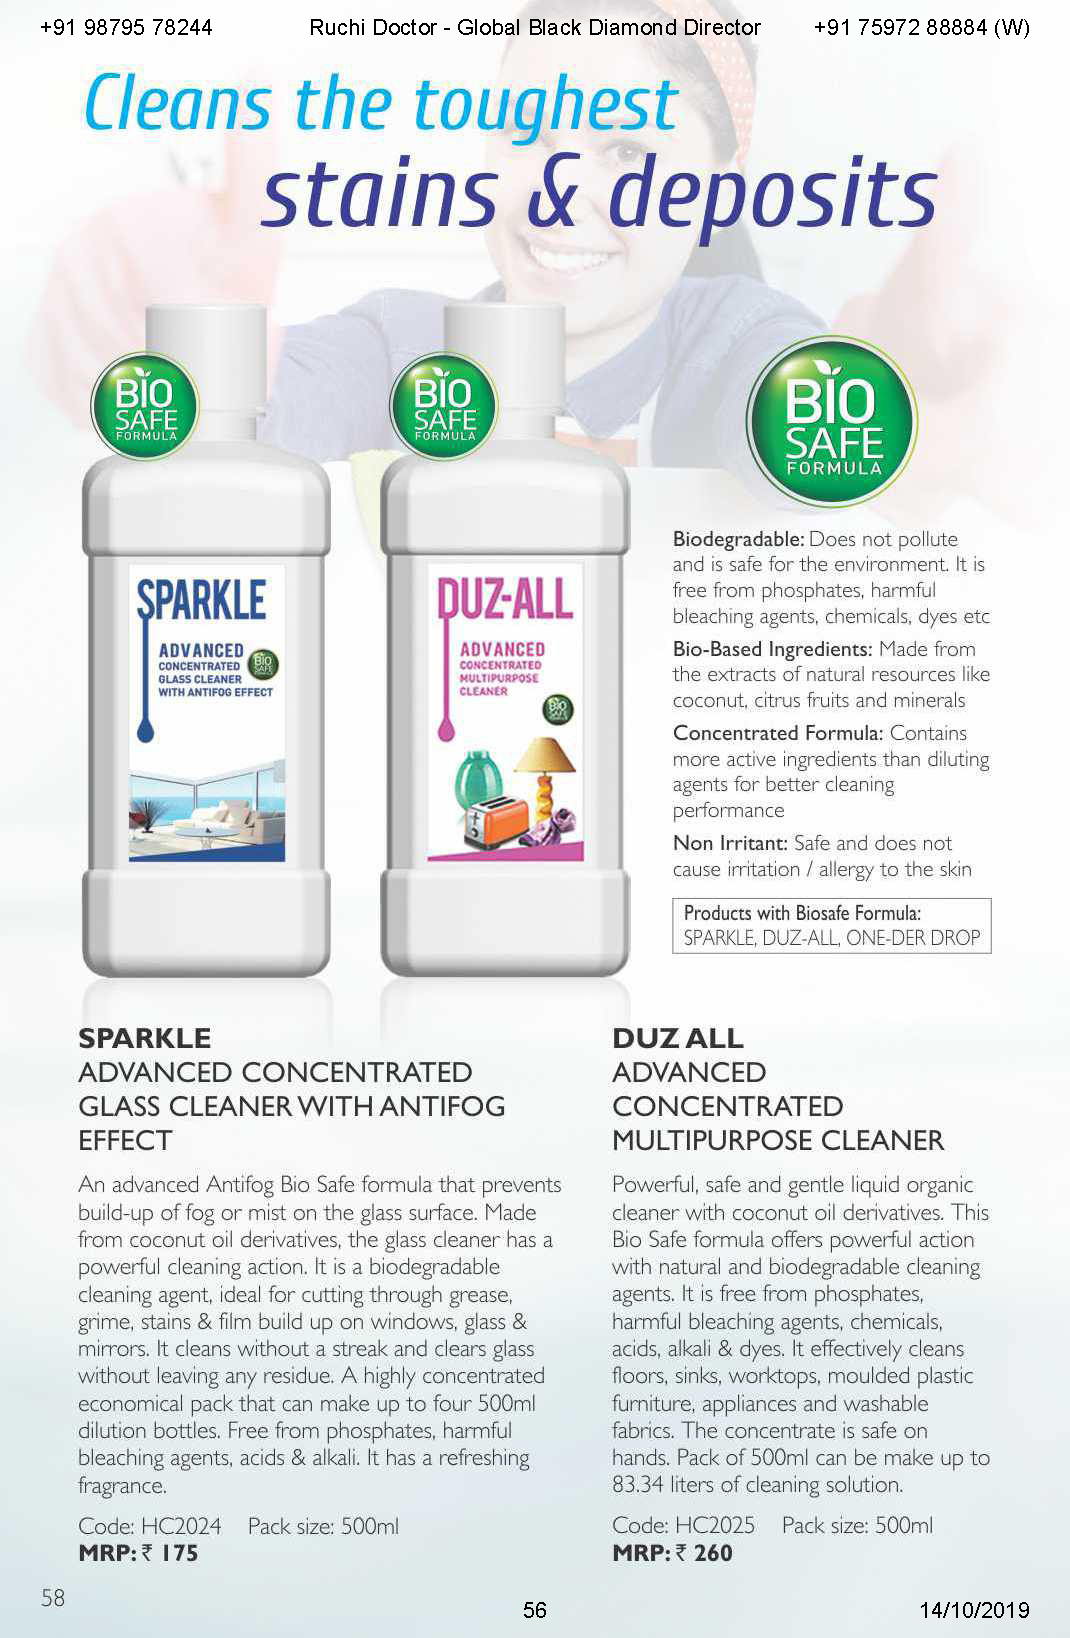 +91 98795 78244 Ruchi Doctor - Global Black Diamond Director +91 75972 88884 (W)
Cleans the toughest
stains & deposits
BIO
SAFE
FORMULA
BIO
SAFE
FORMULA
BIO
SAFE
FORMULA
SPARKLE
ADVANCED
CONCENTRATED
GLASS CLEANER
WITH ANTIFOG EFFECT
BIO
SAFE
FORMULA
DUZ-ALL
ADVANCED
CONCENTRATED
MULTIPURPOSE
CLEANER
BIO
SAFE
FORMULA
Biodegradable: Does not pollute
and is safe for the environment. It is
free from phosphates, harmful
bleaching agents, chemicals, dyes etc
Bio-Based Ingredients: Made from
the extracts of natural resources like
coconut, citrus fruits and minerals
Concentrated Formula: Contains
more active ingredients than diluting
agents for better cleaning
performance
Non Irritant: Safe and does not
cause irritation / allergy to the skin
Products with Biosafe Formula:
SPARKLE, DUZ-ALL, ONE-DER DROP
SPARKLE
ADVANCED CONCENTRATED
GLASS CLEANER WITH ANTIFOG
EFFECT
An advanced Antifog Bio Safe formula that prevents
build-up of fog or mist on the glass surface. Made
from coconut oil derivatives, the glass cleaner has a
powerful cleaning action. It is a biodegradable
cleaning agent, ideal for cutting through grease,
grime, stains & film build up on windows, glass &
mirrors. It cleans without a streak and clears glass
without leaving any residue. A highly concentrated
economical pack that can make up to four 500ml
dilution bottles. Free from phosphates, harmful
bleaching agents, acids & alkali. It has a refreshing
fragrance.
Code: HC2024 Pack size: 500ml
MRP: ₹ 175
DUZ ALL
ADVANCED
CONCENTRATED
MULTIPURPOSE CLEANER
Powerful, safe and gentle liquid organic
cleaner with coconut oil derivatives. This
Bio Safe formula offers powerful action
with natural and biodegradable cleaning
agents. It is free from phosphates,
harmful bleaching agents, chemicals,
acids, alkali & dyes. It effectively cleans
floors, sinks, worktops, moulded plastic
furniture, appliances and washable
fabrics. The concentrate is safe on
hands. Pack of 500ml can be make up to
83.34 liters of cleaning solution.
Code: HC2025 Pack size: 500ml
MRP: ₹ 260
58
56
14/10/2019